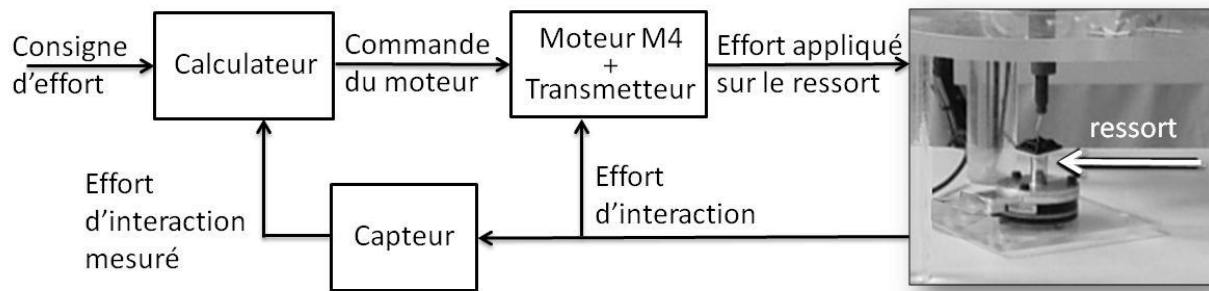 Consigne
d'effort
Calculateur
Commande
du moteur
Moteur M4
+
Transmetteur
Effort appliqué
sur le ressort
ressort
Effort
d'interaction
mesuré
Capteur
Effort
d'interaction